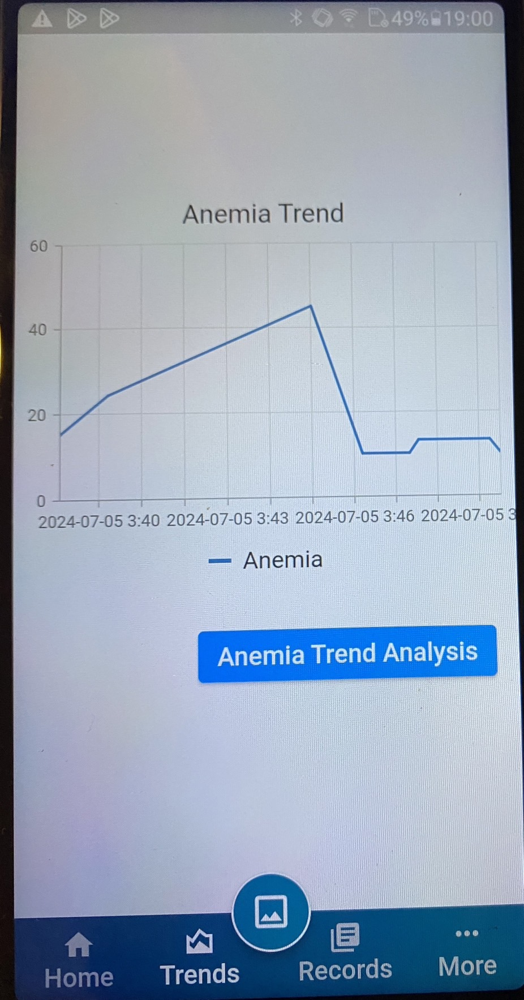 49% 19:00
Anemia Trend
60
40
20
0
2024-07-05 3:40 2024-07-05 3:43 2024-07-05 3:46 2024-07-05 3
Anemia
Anemia Trend Analysis
Home Trends Records More